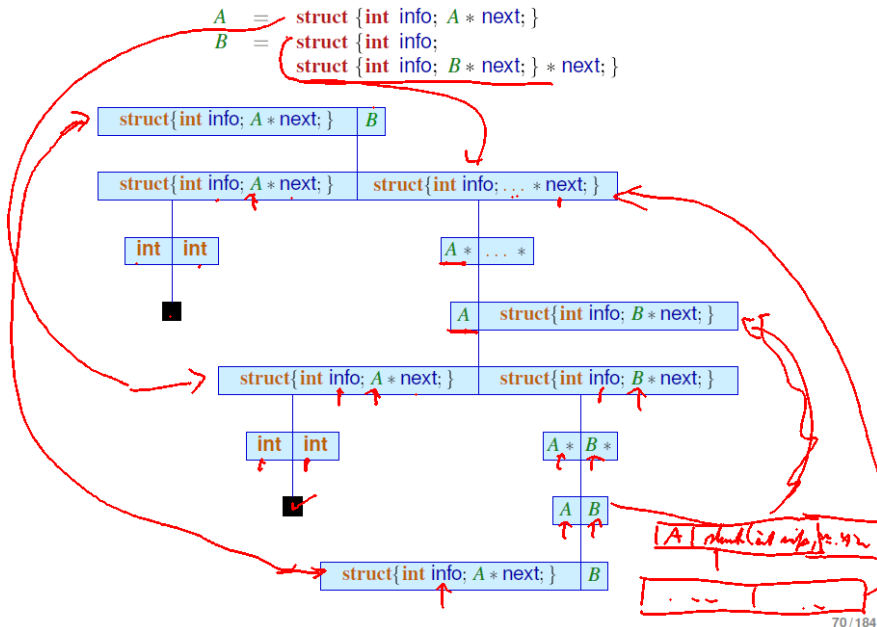 A = struct {int info; A * next; }
B = struct {int info;
struct {int info; B * next; } * next; }
struct{int info; A * next; } B
struct{int info; A * next; } struct{int info; ... * next; }
int int A * ... *
A struct{int info; B * next; }
struct{int info; A * next; } struct{int info; B * next; }
int int A * B *
A B
A
struct{int info; A * next; } B
70 / 184